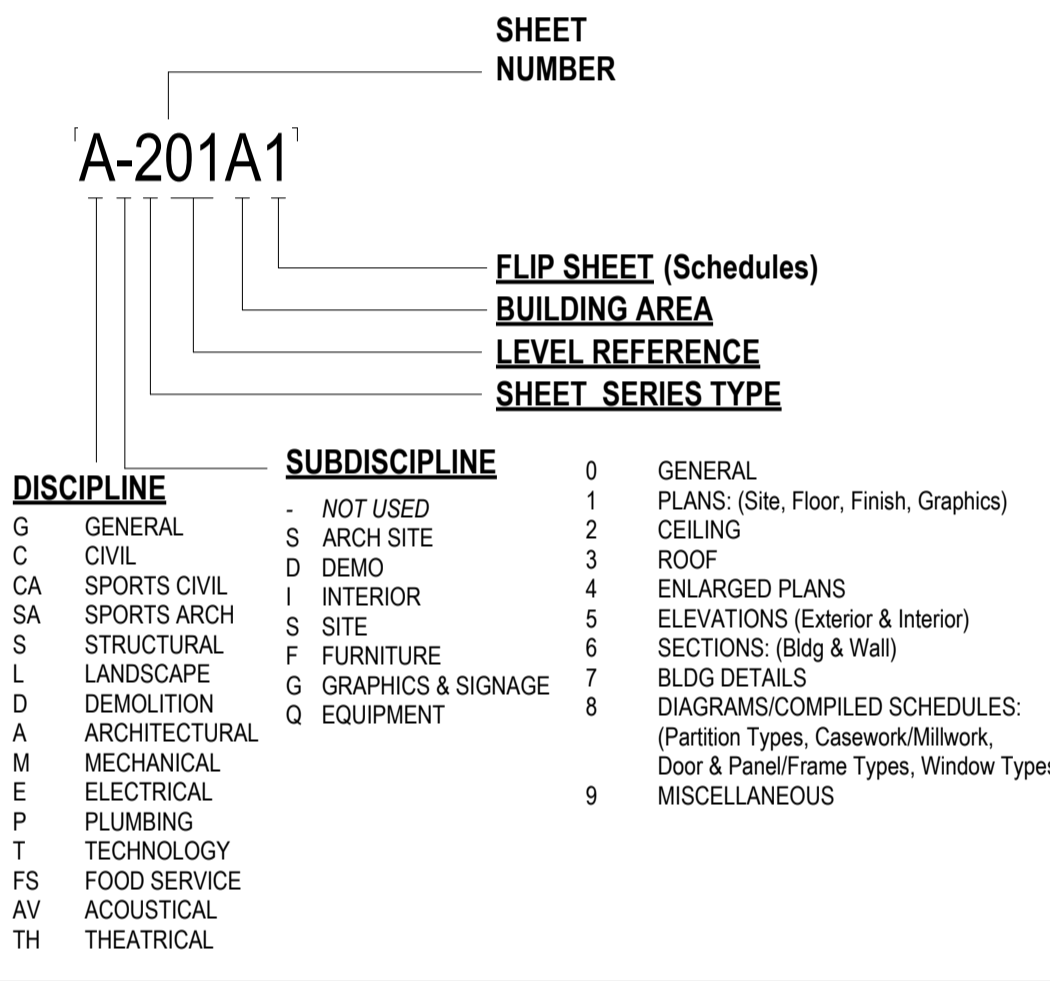 SHEET
NUMBER
A-201A1
FLIP SHEET (Schedules)
BUILDING AREA
LEVEL REFERENCE
SHEET SERIES TYPE
DISCIPLINE
G GENERAL
C CIVIL
CA SPORTS CIVIL
SA SPORTS ARCH
S STRUCTURAL
L LANDSCAPE
D DEMOLITION
A ARCHITECTURAL
M MECHANICAL
E ELECTRICAL
P PLUMBING
T TECHNOLOGY
FS FOOD SERVICE
AV ACOUSTICAL
TH THEATRICAL
SUBDISCIPLINE
- NOT USED
S ARCH SITE
D DEMO
I INTERIOR
S SITE
F FURNITURE
G GRAPHICS & SIGNAGE
Q EQUIPMENT
0 GENERAL
1 PLANS: (Site, Floor, Finish, Graphics)
2 CEILING
3 ROOF
4 ENLARGED PLANS
5 ELEVATIONS (Exterior & Interior)
6 SECTIONS: (Bldg & Wall)
7 BLDG DETAILS
8 DIAGRAMS/COMPILED SCHEDULES:
(Partition Types, Casework/Millwork,
Door & Panel/Frame Types, Window Types
9 MISCELLANEOUS